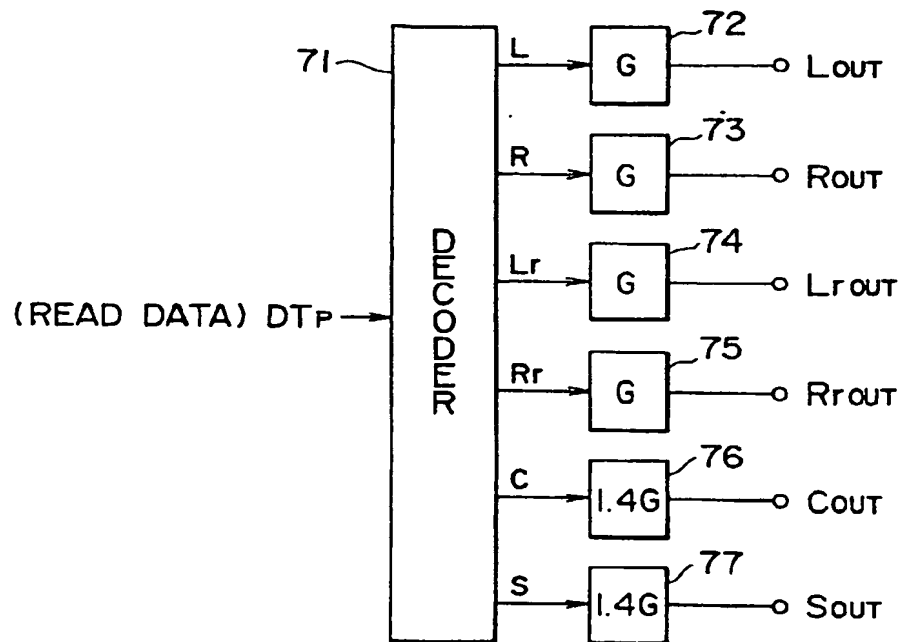 72
71
L
G
LOUT
73
R
G
ROUT
DECODER
74
Lr
G
LrOUT
(READ DATA) DTP
75
Rr
G
RrOUT
76
C
1.4G
COUT
77
S
1.4G
SOUT